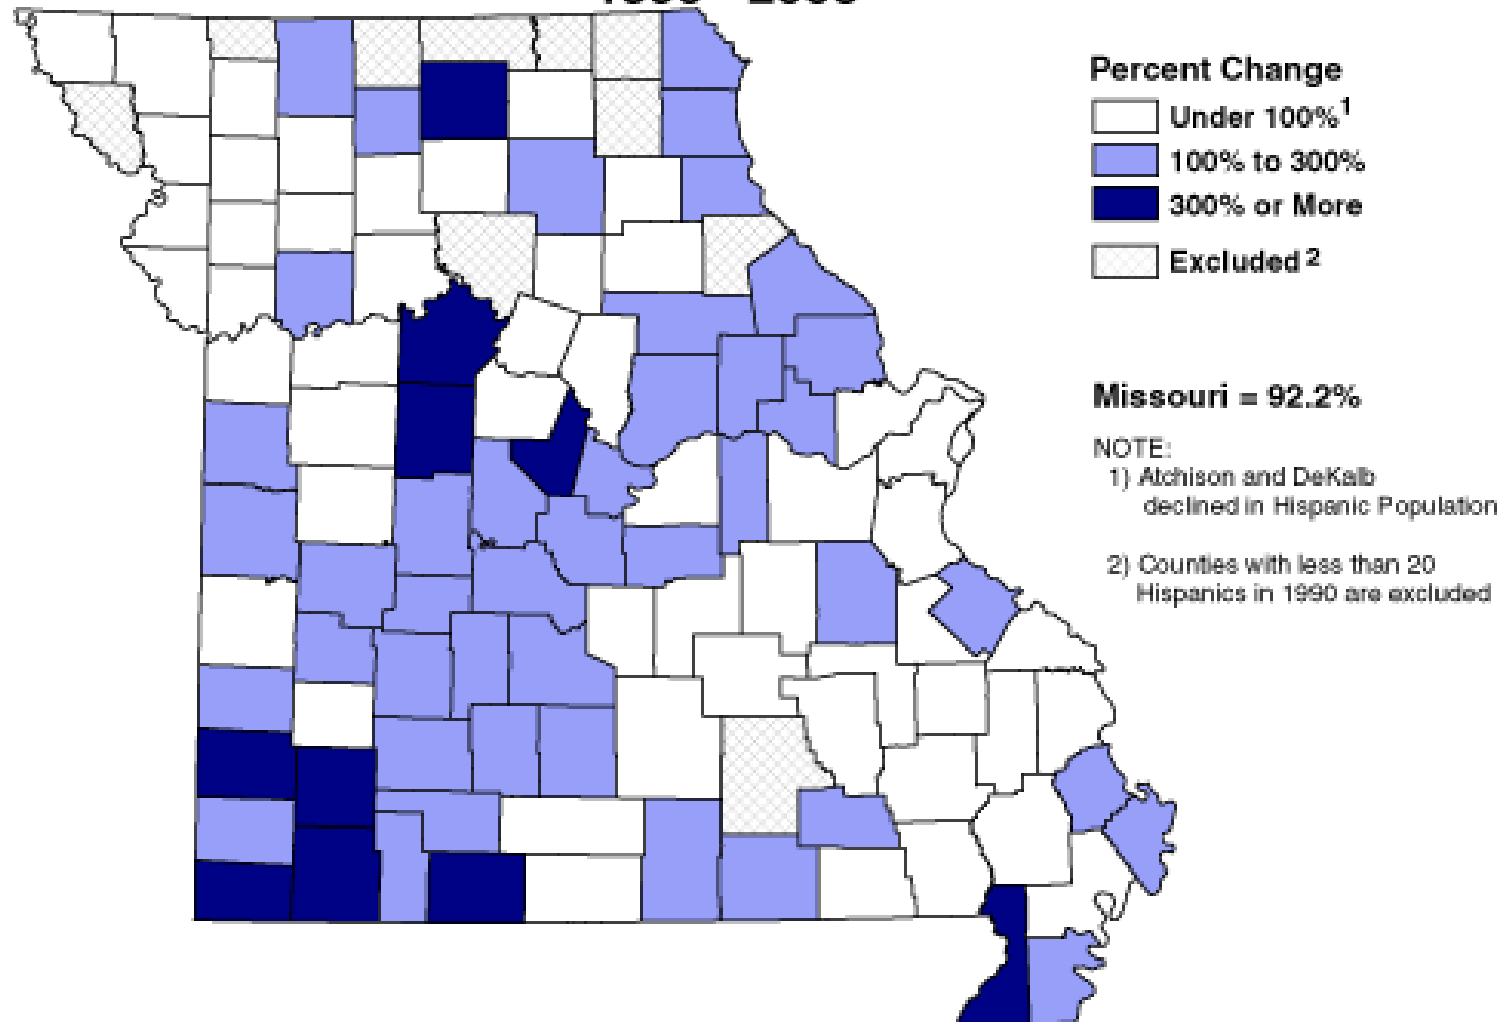 Percent Change
Under 100%1
100% to 300%
300% or More
Excluded 2
Missouri = 92.2%
NOTE:
1) Atchison and DeKalb
declined in Hispanic Population
2) Counties with less than 20
Hispanics in 1990 are excluded